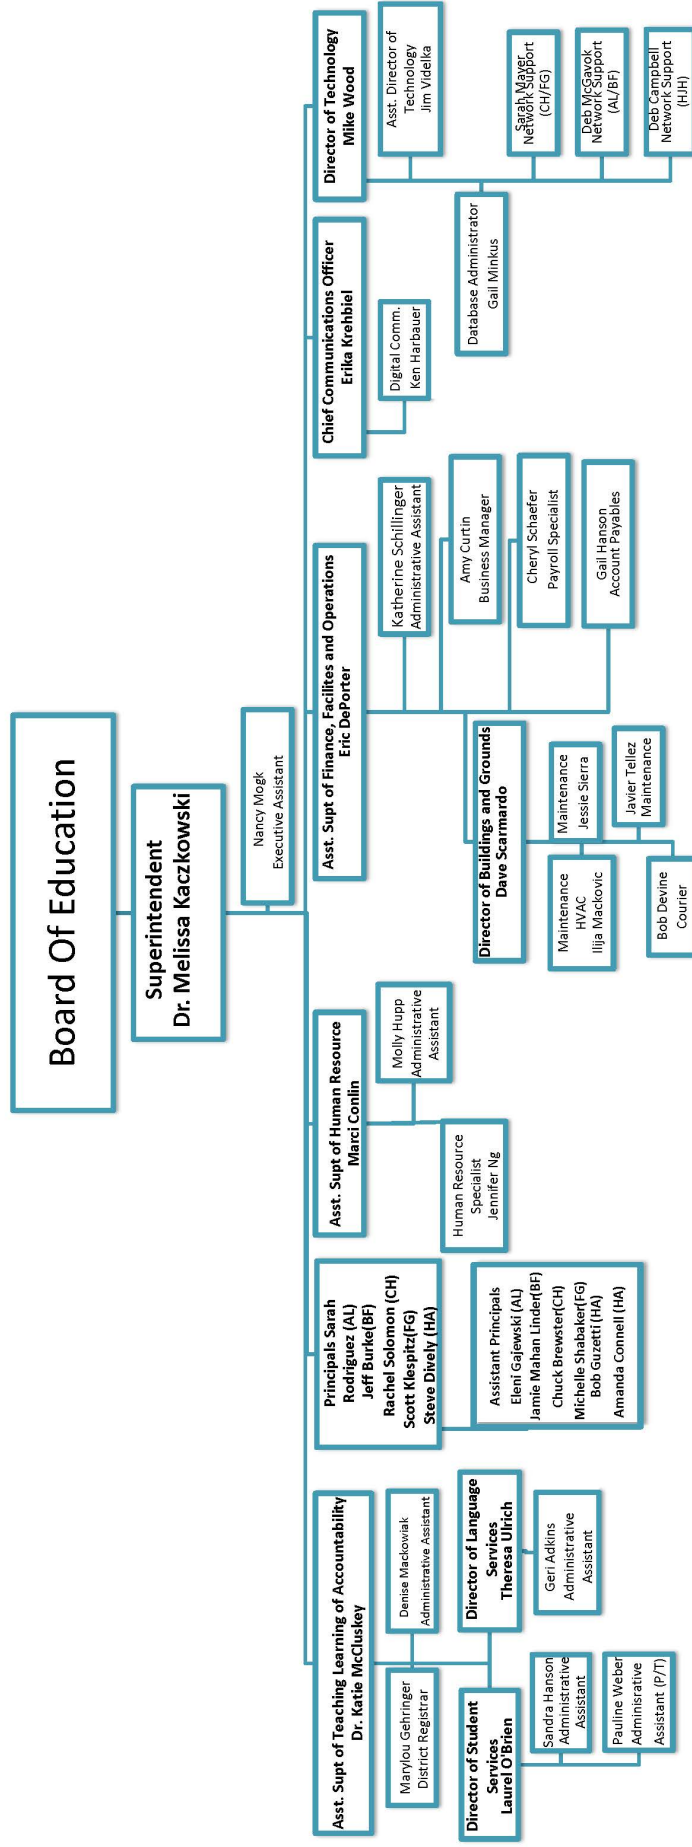 Board Of Education
Superintendent
Dr. Melissa Kaczkowski
Nancy Mogk
Executive Assistant
Asst. Supt of Teaching Learning of Accountability
Dr. Katie McCluskey
Marylou Gehringer
District Registrar
Denise Mackowiak
Administrative Assistant
Director of Student
Services
Laurel O'Brien
Sandra Hanson
Administrative
Assistant
Pauline Weber
Adminisrative
Assistant (P/T)
Director of Language
Services
Theresa Ulrich
Geri Adkins
Administrative
Assistant
Principals Sarah
Rodriguez (AL)
Jeff Burke(BF)
Rachel Solomon (CH)
Scott Klespitz(FG)
Steve Dively (HA)
Assistant Principals
Eleni Gajewski (AL)
Jamie Mahan Linder(BF)
Chuck Brewster(CH)
Michelle Shabaker(FG)
Bob Guzetti (HA)
Amanda Connell (HA)
Asst. Supt of Human Resource
Marci Conlin
Molly Hupp
Administrative
Assistant
Human Resource
Specialist
Jennifer Ng
Asst. Supt of Finance, Facilites and Operations
Eric DePorter
Katherine Schillinger
Administrative Assistant
Amy Curtin
Business Manager
Cheryl Schaefer
Payroll Specialist
Gail Hanson
Account Payables
Director of Buildings and Grounds
Dave Scarmardo
Maintenance
HVAC
Ilija Mackovic
Maintenance
Jessie Sierra
Javier Tellez
Maintenance
Bob Devine
Courier
Chief Communications Officer
Erika Krehbiel
Digital Comm.
Ken Harbauer
Director of Technology
Mike Wood
Asst. Director of
Technology
Jim Videlka
Database Administrator
Gail Minkus
Sarah Mayer
Network Support
(CH/FG)
Deb McGavok
Network Support
(AL/BF)
Deb Campbell
Network Support
(HJH)